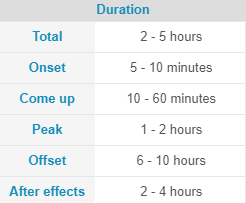 Duration
Total 2 - 5 hours
Onset 5 - 10 minutes
Come up 10 - 60 minutes
Peak 1 - 2 hours
Offset 6 - 10 hours
After effects 2 - 4 hours